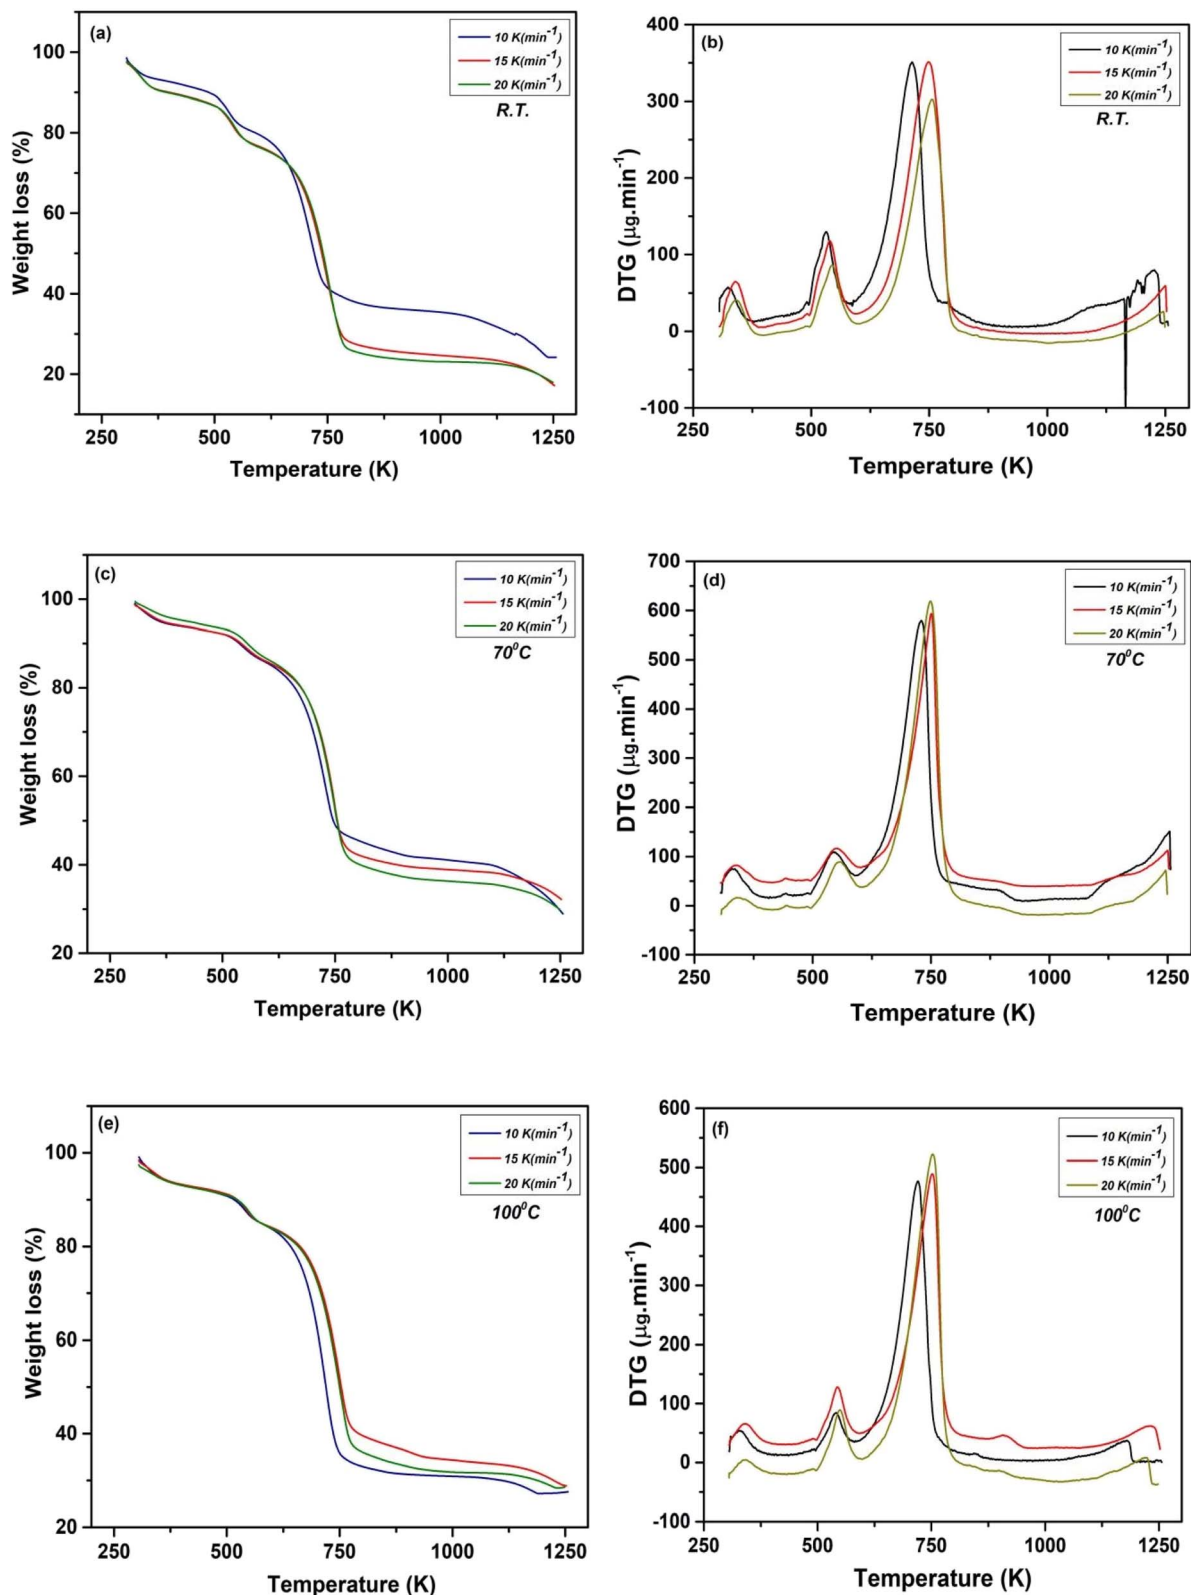 (a)
10 K(min⁻¹)
15 K(min⁻¹)
20 K(min⁻¹)
R.T.
Weight loss (%)
100
80
60
40
20
250 500 750 1000 1250
Temperature (K)
(b)
10 K(min⁻¹)
15 K(min⁻¹)
20 K(min⁻¹)
R.T.
DTG (μg.min⁻¹)
400
300
200
100
0
-100
250 500 750 1000 1250
Temperature (K)
(c)
10 K(min⁻¹)
15 K(min⁻¹)
20 K(min⁻¹)
70⁰C
Weight loss (%)
100
80
60
40
20
250 500 750 1000 1250
Temperature (K)
(d)
10 K(min⁻¹)
15 K(min⁻¹)
20 K(min⁻¹)
70⁰C
DTG (μg.min⁻¹)
700
600
500
400
300
200
100
0
-100
250 500 750 1000 1250
Temperature (K)
(e)
10 K(min⁻¹)
15 K(min⁻¹)
20 K(min⁻¹)
100⁰C
Weight loss (%)
100
80
60
40
20
250 500 750 1000 1250
Temperature (K)
(f)
10 K(min⁻¹)
15 K(min⁻¹)
20 K(min⁻¹)
100⁰C
DTG (μg.min⁻¹)
600
500
400
300
200
100
0
-100
250 500 750 1000 1250
Temperature (K)